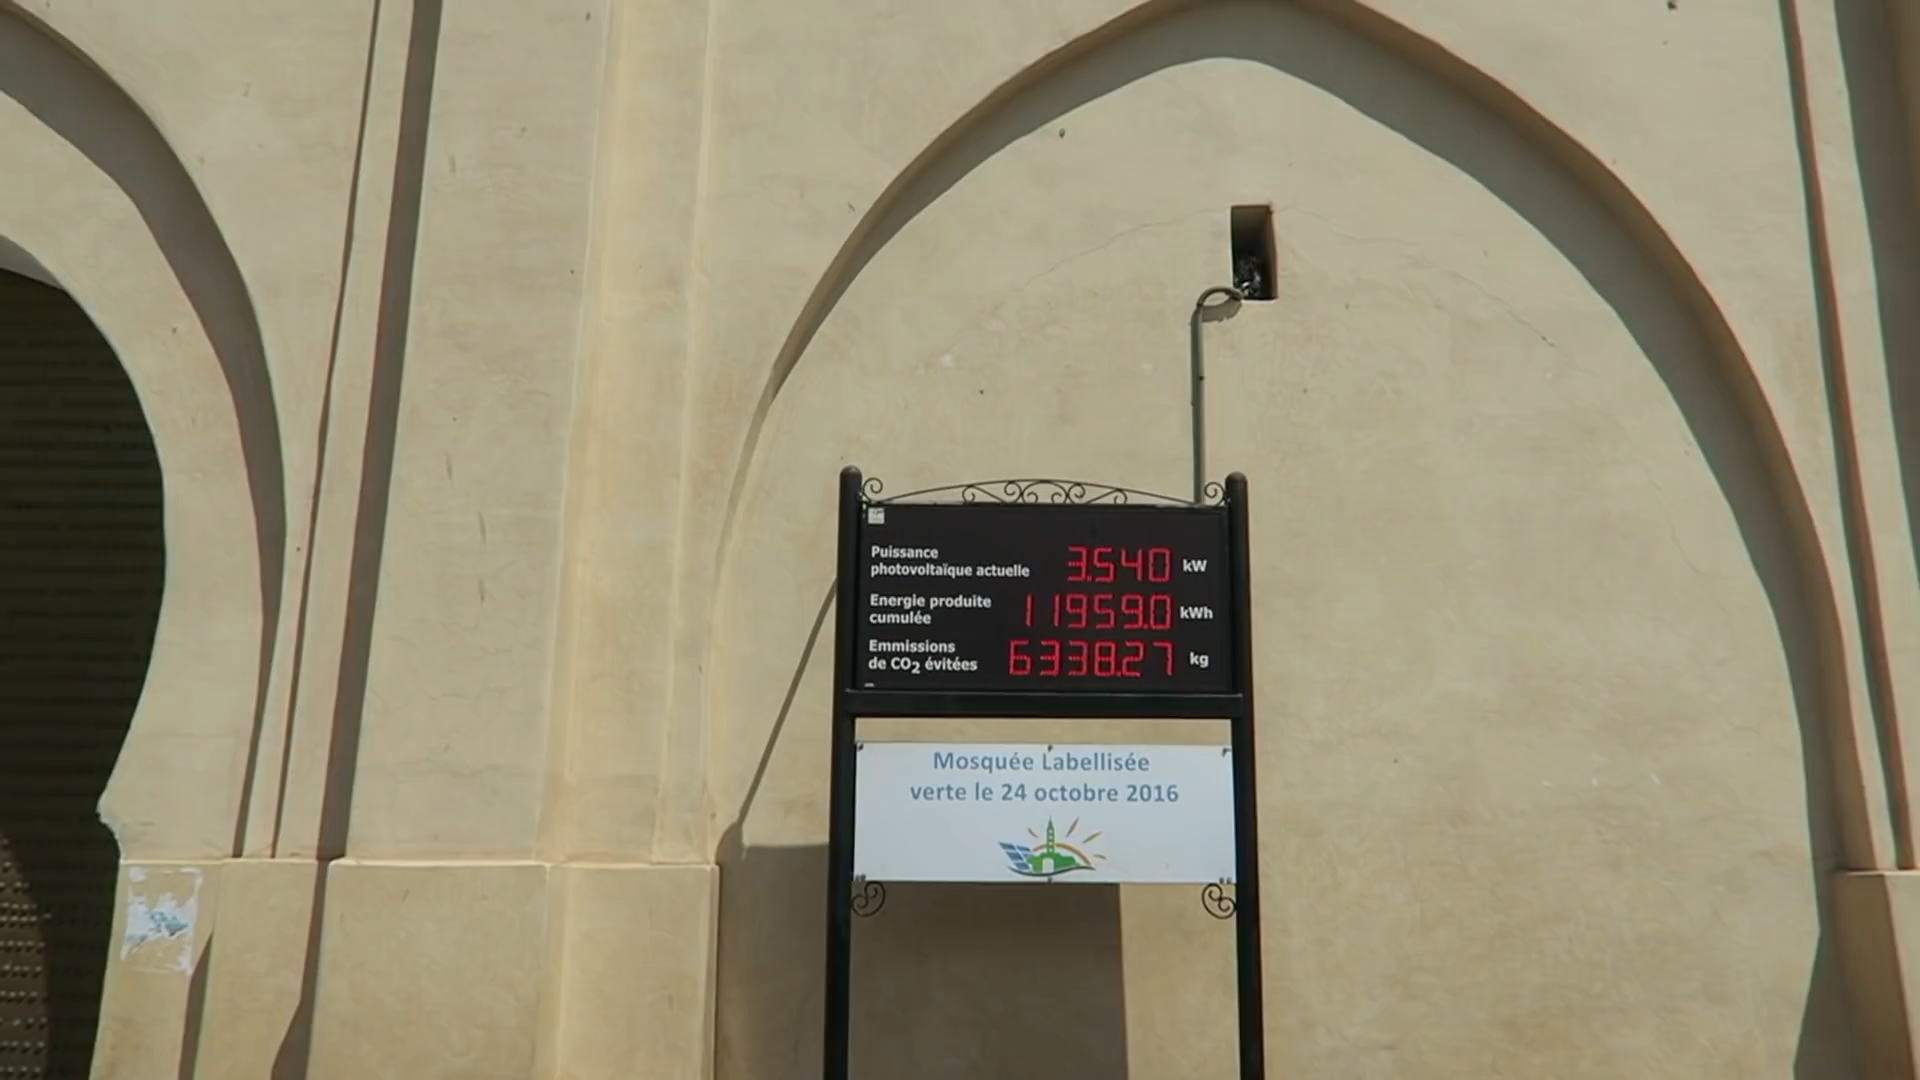 Puissance
photovoltaïque actuelle 3.540 kW
Energie produite
cumulée 11959.0 kWh
Emmissions
de CO2 évitées 6338.27 kg
Mosquée Labellisée
verte le 24 octobre 2016